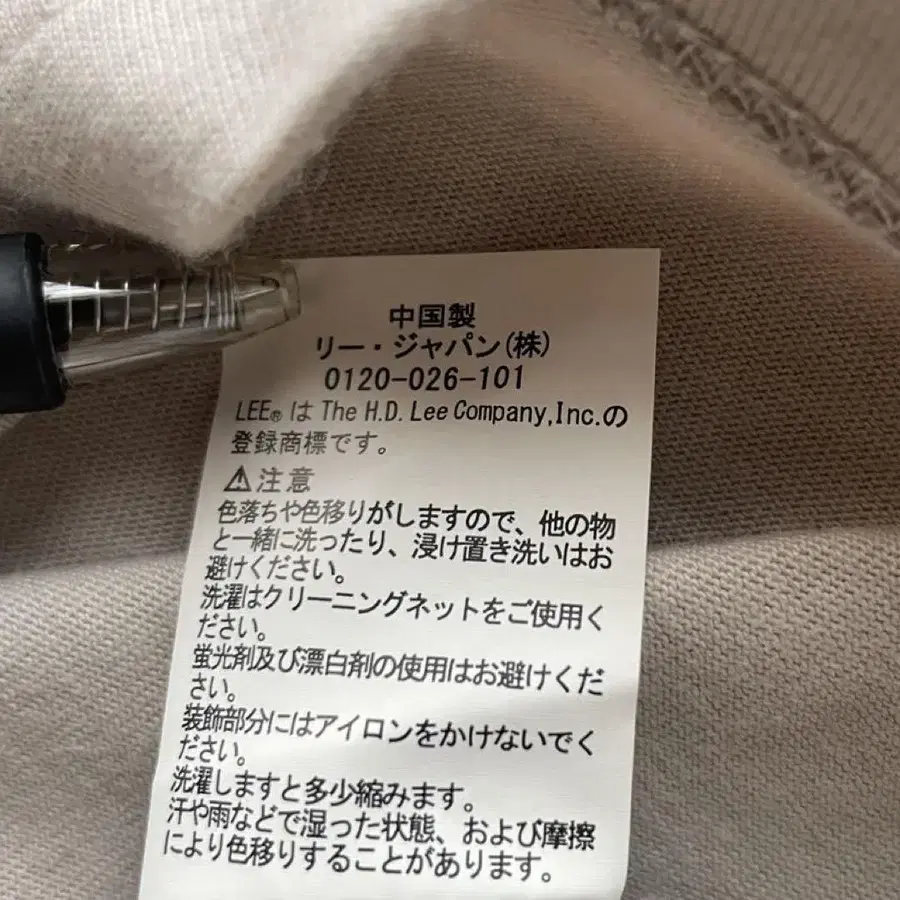 中国製
リー・ジャパン(株)
0120-026-101
LEE® は The H.D. Lee Company,Inc.の
登録商標です。
⚠注意
色落ちや色移りがしますので、他の物
と一緒に洗ったり、浸け置き洗いはお
避けください。
洗濯はクリーニングネットをご使用く
ださい。
蛍光剤及び漂白剤の使用はお避けくだ
さい。
装飾部分にはアイロンをかけないでく
ださい。
洗濯しますと多少縮みます。
汗や雨などで湿った状態、および摩擦
により色移りすることがあります。